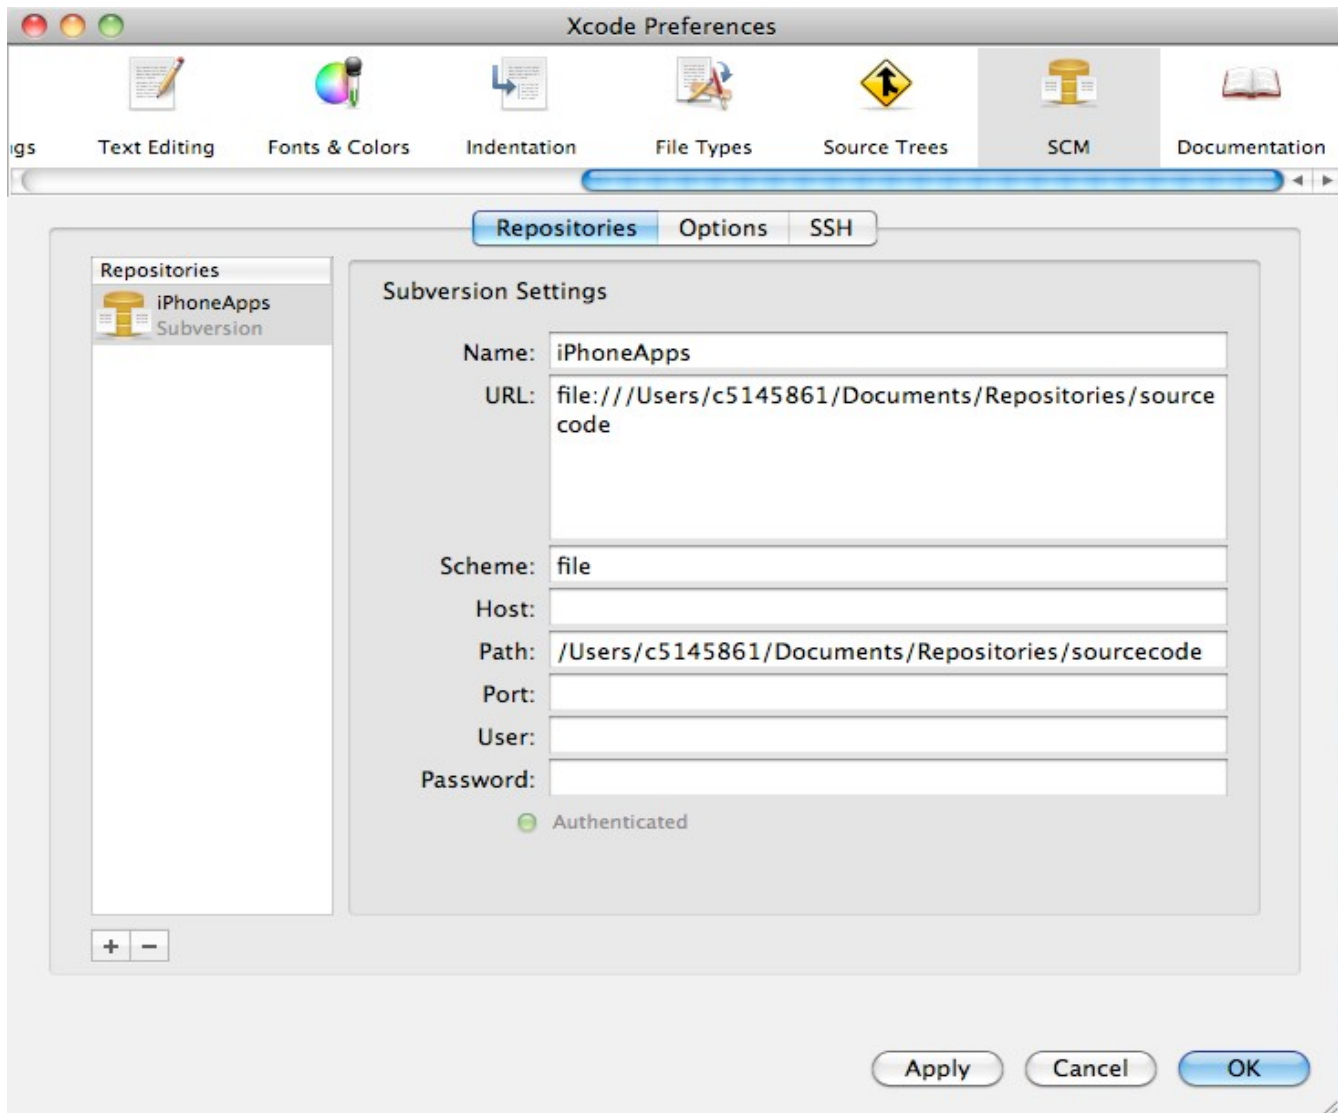 Xcode Preferences
Text Editing Fonts & Colors Indentation File Types Source Trees SCM Documentation
Repositories Options SSH
Repositories
iPhoneApps
Subversion
Subversion Settings
Name: iPhoneApps
URL: file:///Users/c5145861/Documents/Repositories/source
code
Scheme: file
Host:
Path: /Users/c5145861/Documents/Repositories/sourcecode
Port:
User:
Password:
Authenticated
Apply Cancel OK